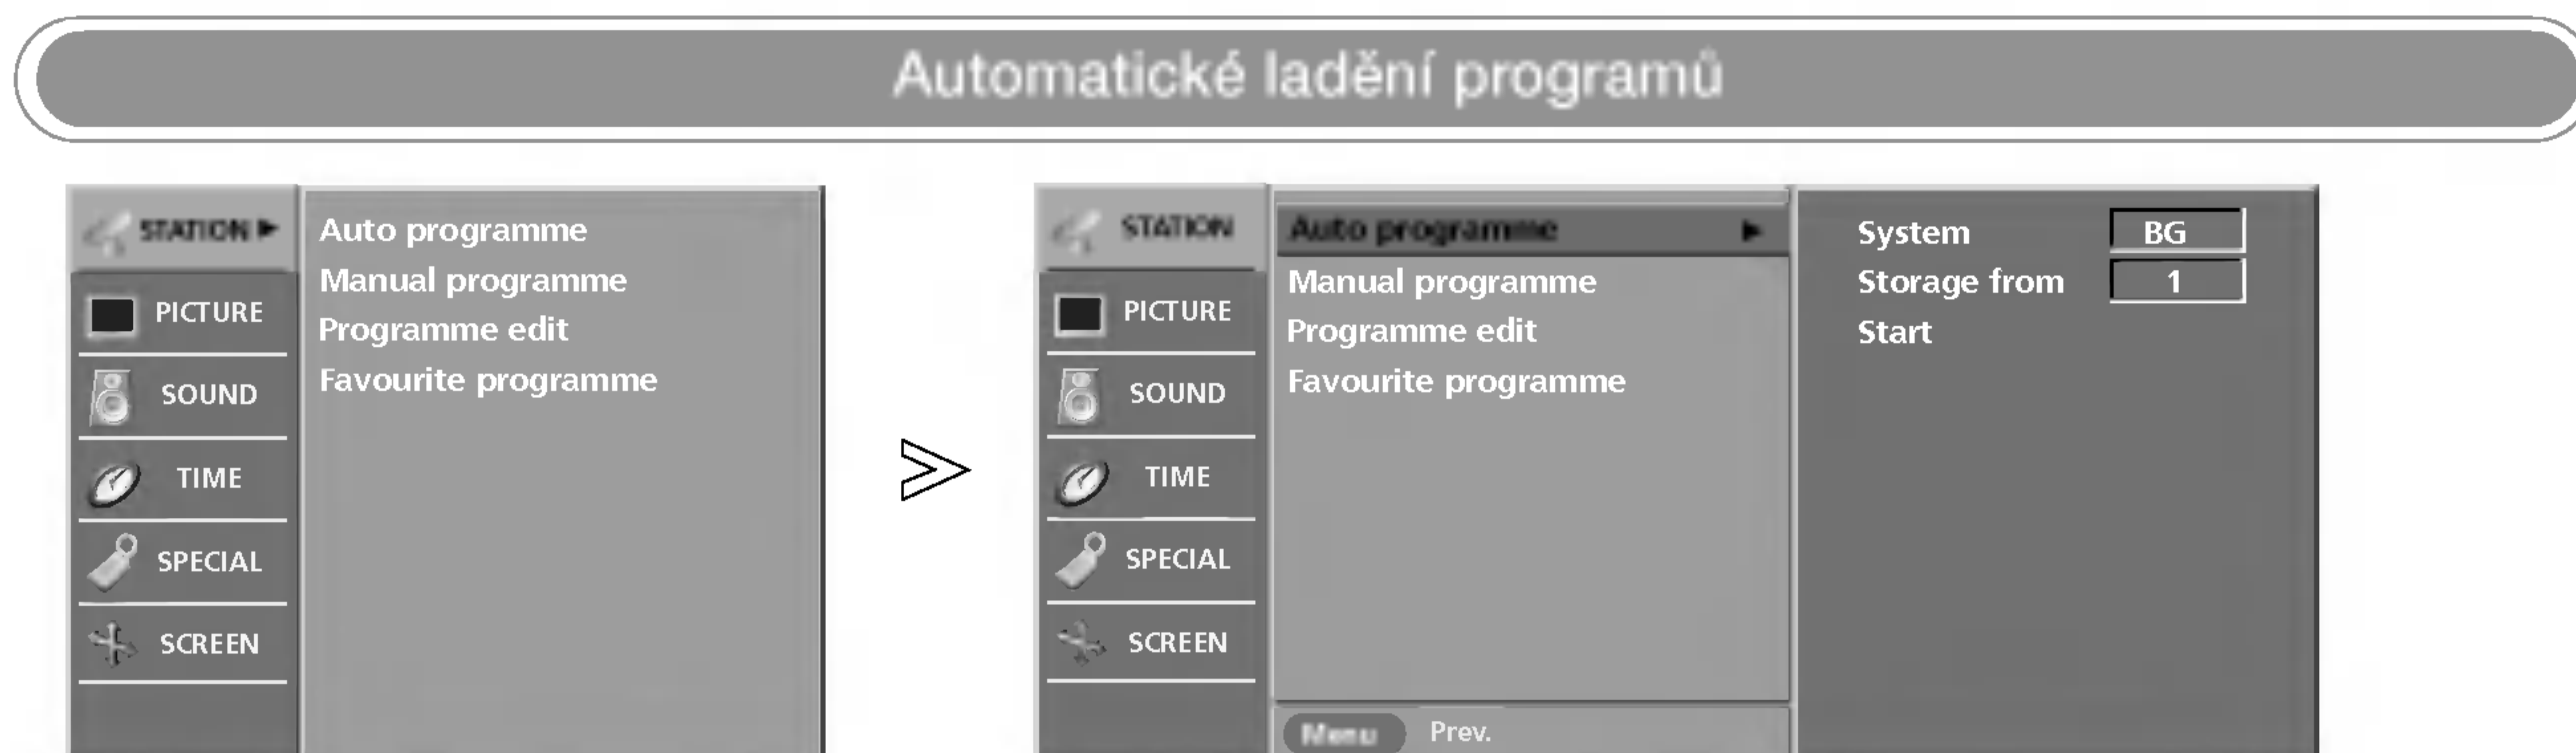 Automatické ladění programů
STATION
PICTURE
SOUND
TIME
SPECIAL
SCREEN
Auto programme
Manual programme
Programme edit
Favourite programme
STATION
PICTURE
SOUND
TIME
SPECIAL
SCREEN
Auto programme
Manual programme
Programme edit
Favourite programme
Menu Prev.
System BG
Storage from 1
Start